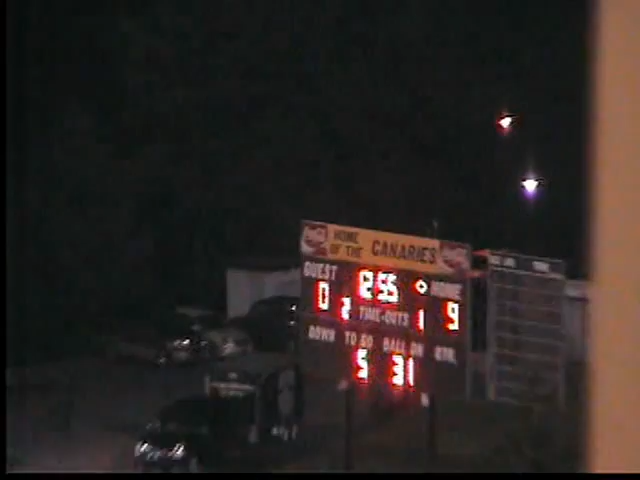 HOME
OF THE CANARIES
GUEST 12:55 HOME
0 2 TIME-OUTS 1 9
DOWN TO GO BALL ON QTR.
5 31